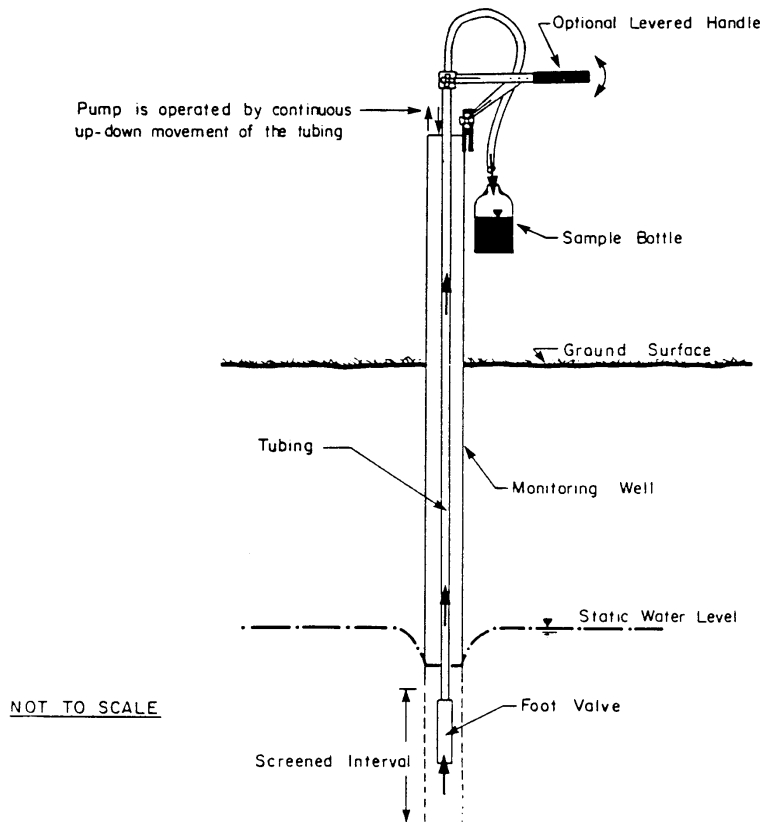 Optional Levered Handle
Pump is operated by continuous
up-down movement of the tubing
Sample Bottle
Ground Surface
Tubing
Monitoring Well
Static Water Level
NOT TO SCALE
Foot Valve
Screened Interval